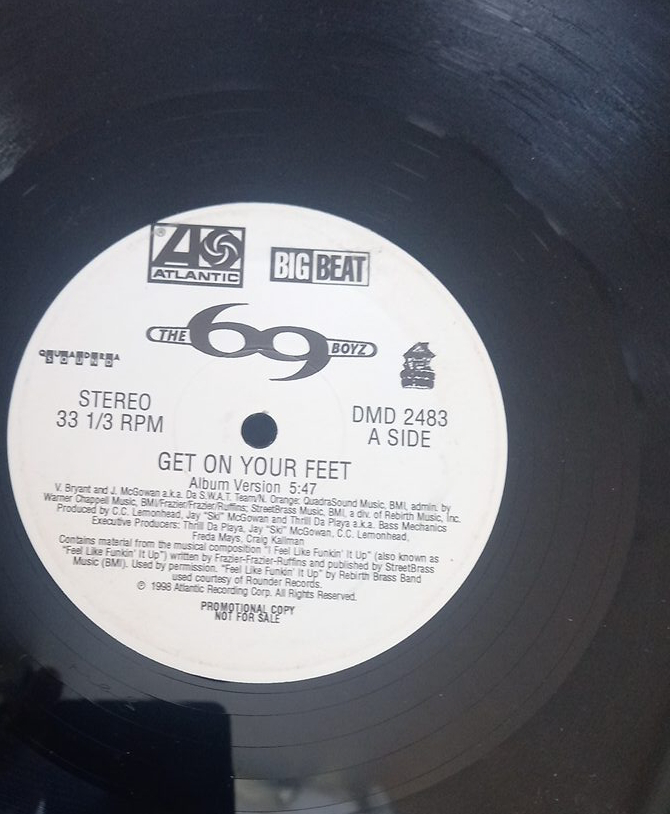 ® ATLANTIC
BIG BEAT
THE 69 BOYZ
QUADRA
SOUND
STEREO
33 1/3 RPM
DMD 2483
A SIDE
GET ON YOUR FEET
Album Version 5:47
V. Bryant and J. McGowan a.k.a. Da S.W.A.T. Team/N. Orange; QuadraSound Music, BMI, admin. by
Warner Chappell Music, BMI/Frazier/Frazier/Ruffins; StreetBrass Music, BMI, a div. of Rebirth Music, Inc.
Produced by C.C. Lemonhead, Jay "Ski" McGowan and Thrill Da Playa a.k.a. Bass Mechanics
Executive Producers: Thrill Da Playa, Jay "Ski" McGowan, C.C. Lemonhead,
Freda Mays, Craig Kallman
Contains material from the musical composition "I Feel Like Funkin' It Up" (also known as
"Feel Like Funkin' It Up") written by Frazier-Frazier-Ruffins and published by StreetBrass
Music (BMI). Used by permission. "Feel Like Funkin' It Up" by Rebirth Brass Band
used courtesy of Rounder Records.
℗ 1998 Atlantic Recording Corp. All Rights Reserved.
PROMOTIONAL COPY
NOT FOR SALE